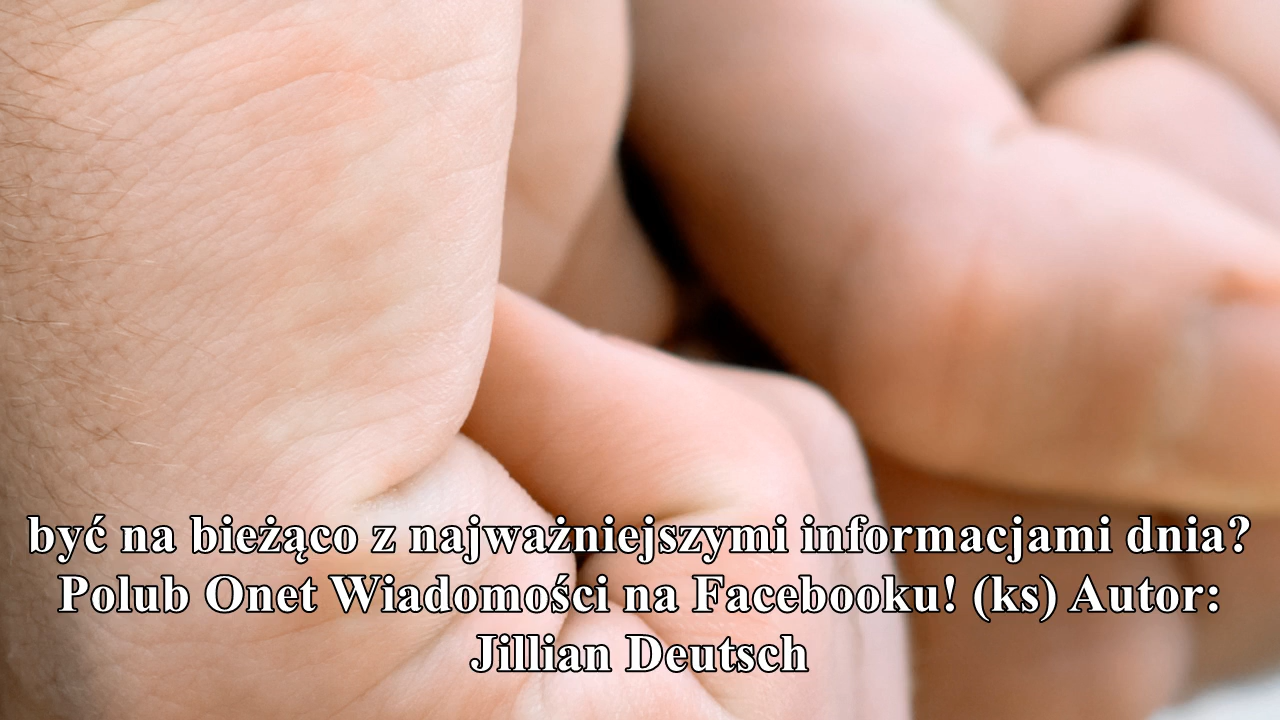 być na bieżąco z najważniejszymi informacjami dnia?
Polub Onet Wiadomości na Facebooku! (ks) Autor:
Jillian Deutsch